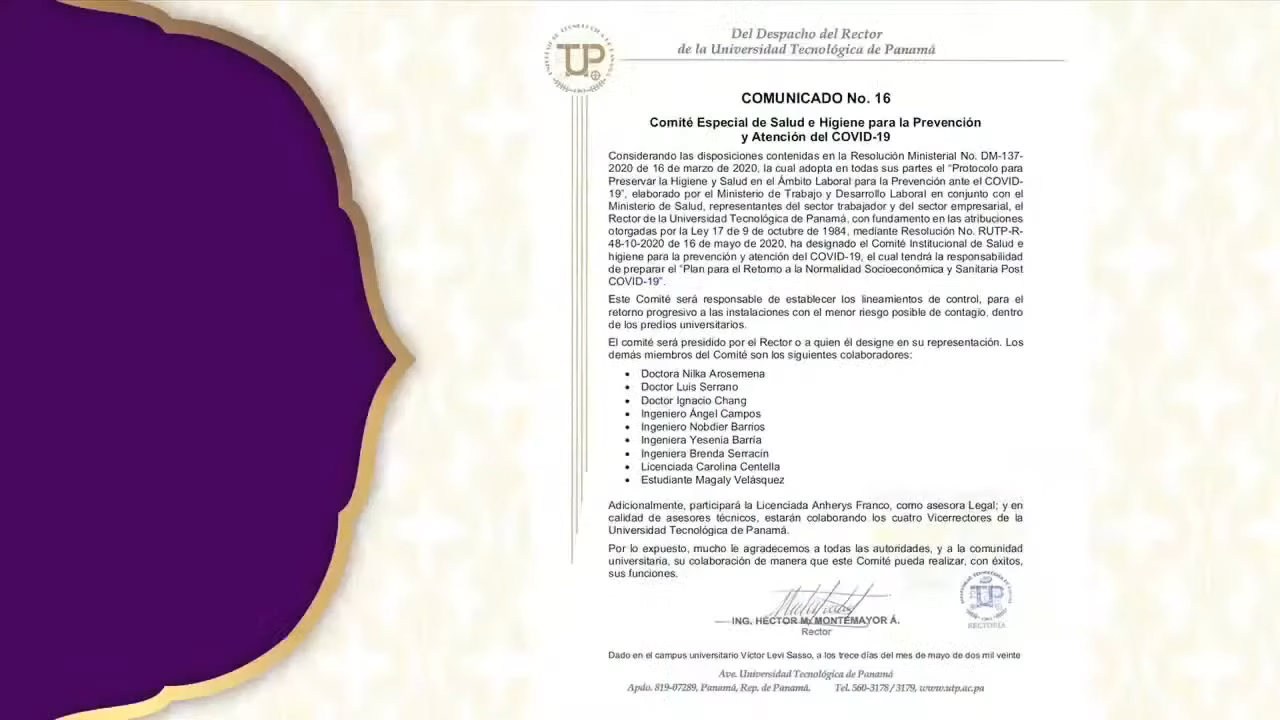 Del Despacho del Rector
de la Universidad Tecnológica de Panamá
UTP
COMUNICADO No. 16
Comité Especial de Salud e Higiene para la Prevención
y Atención del COVID-19
Considerando las disposiciones contenidas en la Resolución Ministerial No. DM-137-
2020 de 16 de marzo de 2020, la cual adopta en todas sus partes el “Protocolo para
Preservar la Higiene y Salud en el Ámbito Laboral para la Prevención ante el COVID-
19”, elaborado por el Ministerio de Trabajo y Desarrollo Laboral en conjunto con el
Ministerio de Salud, representantes del sector trabajador y del sector empresarial, el
Rector de la Universidad Tecnológica de Panamá, con fundamento en las atribuciones
otorgadas por la Ley 17 de 9 de octubre de 1984, mediante Resolución No. RUTP-R-
48-10-2020 de 16 de mayo de 2020, ha designado el Comité Institucional de Salud e
higiene para la prevención y atención del COVID-19, el cual tendrá la responsabilidad
de preparar el “Plan para el Retorno a la Normalidad Socioeconómica y Sanitaria Post
COVID-19”.
Este Comité será responsable de establecer los lineamientos de control, para el
retorno progresivo a las instalaciones con el menor riesgo posible de contagio, dentro
de los predios universitarios.
El comité será presidido por el Rector o a quien él designe en su representación. Los
demás miembros del Comité son los siguientes colaboradores:
• Doctora Nilka Arosemena
• Doctor Luis Serrano
• Doctor Ignacio Chang
• Ingeniero Ángel Campos
• Ingeniero Nobdier Barrios
• Ingeniera Yesenia Barría
• Ingeniera Brenda Serracín
• Licenciada Carolina Centella
• Estudiante Magaly Velásquez
Adicionalmente, participará la Licenciada Anherys Franco, como asesora Legal; y en
calidad de asesores técnicos, estarán colaborando los cuatro Vicerrectores de la
Universidad Tecnológica de Panamá.
Por lo expuesto, mucho le agradecemos a todas las autoridades, y a la comunidad
universitaria, su colaboración de manera que este Comité pueda realizar, con éxitos,
sus funciones.
ING. HÉCTOR M. MONTEMAYOR Á.
Rector
UTP
RECTORÍA
Dado en el campus universitario Víctor Levi Sasso, a los trece días del mes de mayo de dos mil veinte
Ave. Universidad Tecnológica de Panamá
Apdo. 819-07289, Panamá, Rep. de Panamá. Tel. 560-3178 / 3179, www.utp.ac.pa